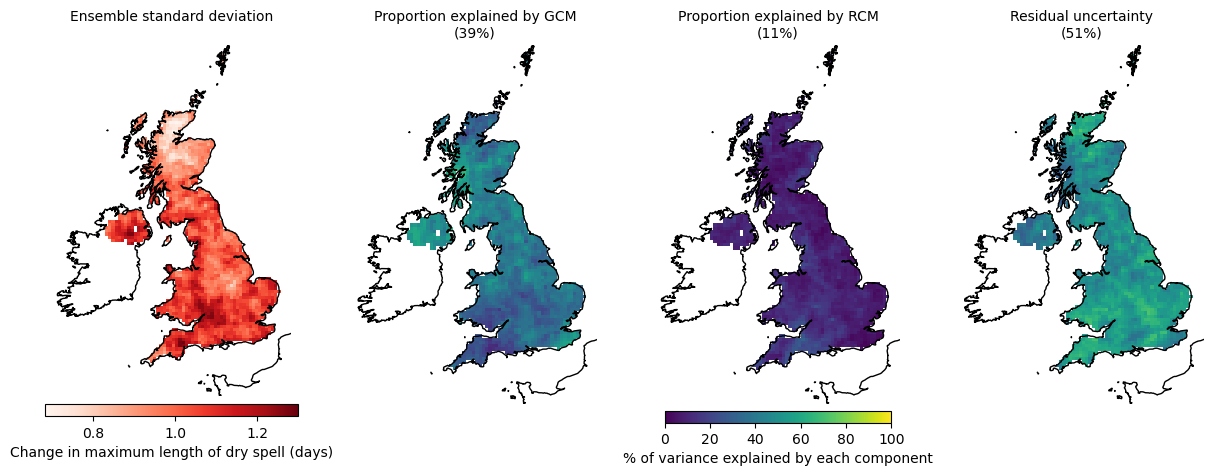 Ensemble standard deviation
Proportion explained by GCM
(39%)
Proportion explained by RCM
(11%)
Residual uncertainty
(51%)
0.8 1.0 1.2
Change in maximum length of dry spell (days)
0 20 40 60 80 100
% of variance explained by each component